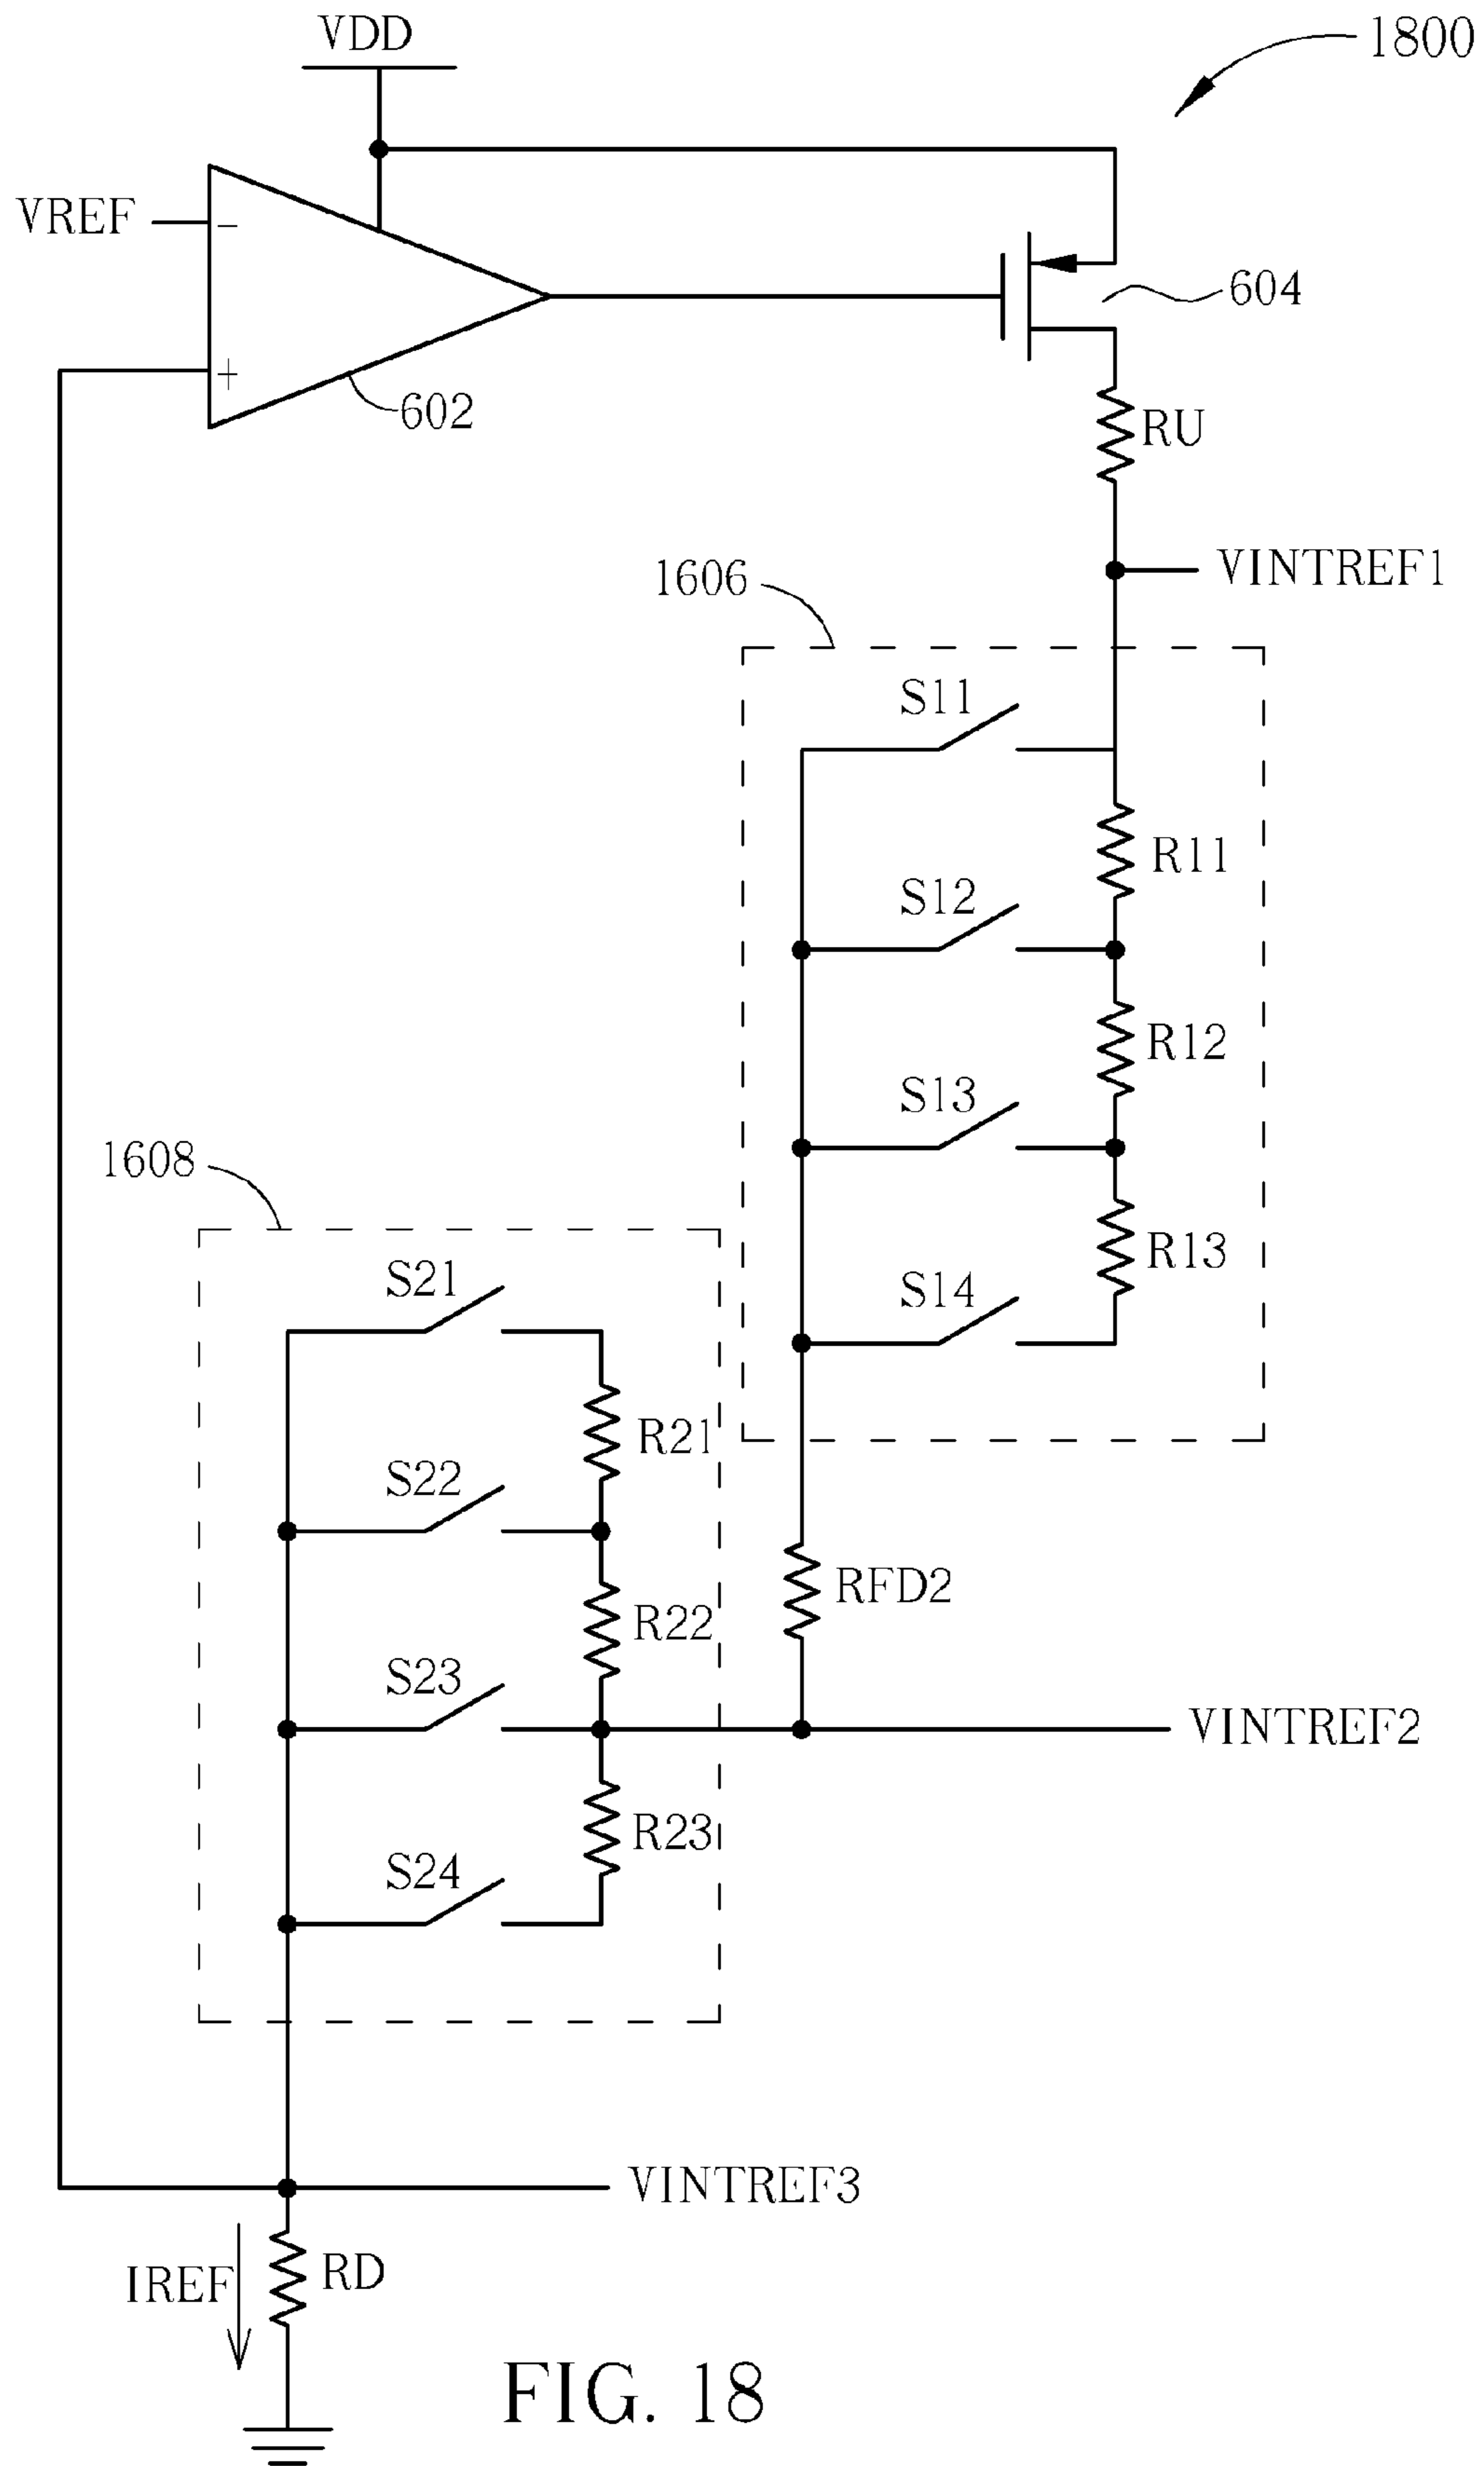 VDD
1800
VREF
−
+
602
604
RU
VINTREF1
1606
S11
R11
S12
R12
S13
R13
S14
1608
S21
R21
S22
R22
RFD2
S23
VINTREF2
R23
S24
VINTREF3
IREF
RD
FIG. 18